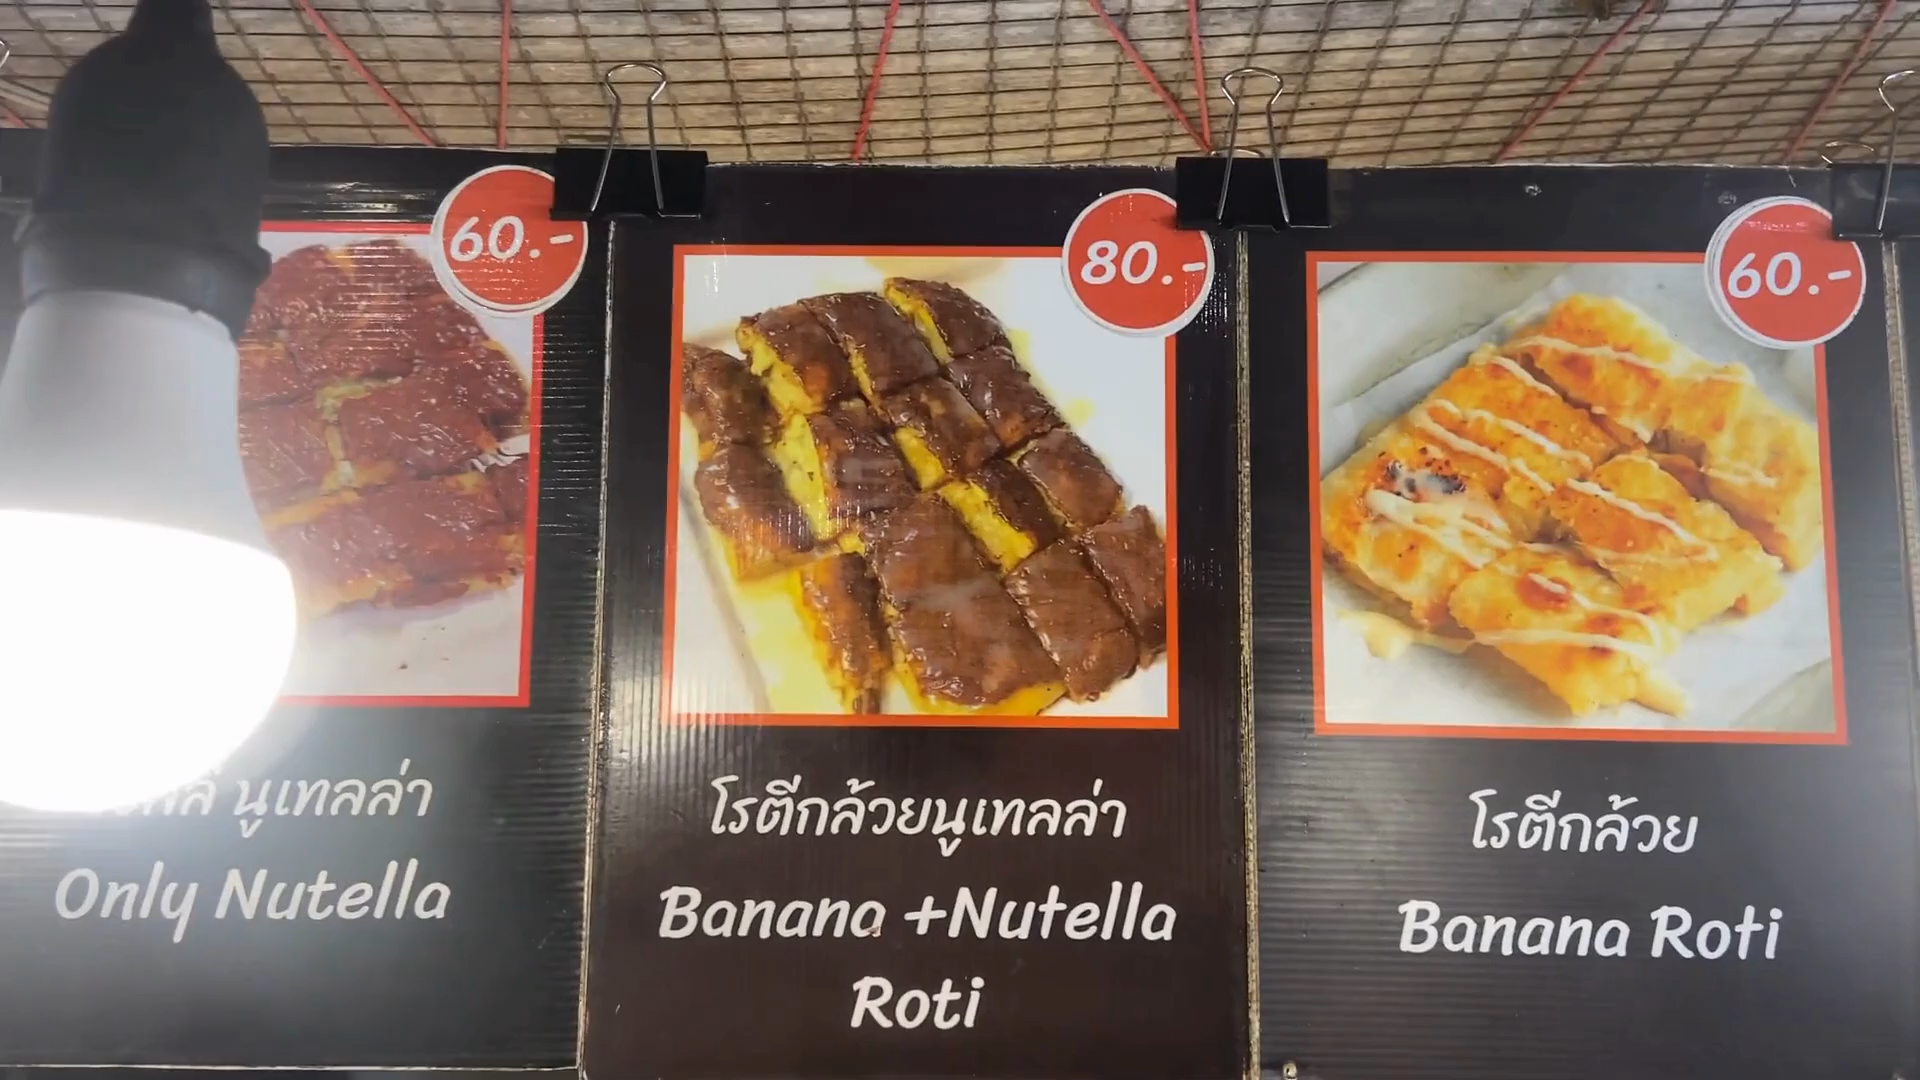 60.-
นูเทลล่า
Only Nutella
80.-
โรตีกล้วยนูเทลล่า
Banana +Nutella
Roti
60.-
โรตีกล้วย
Banana Roti